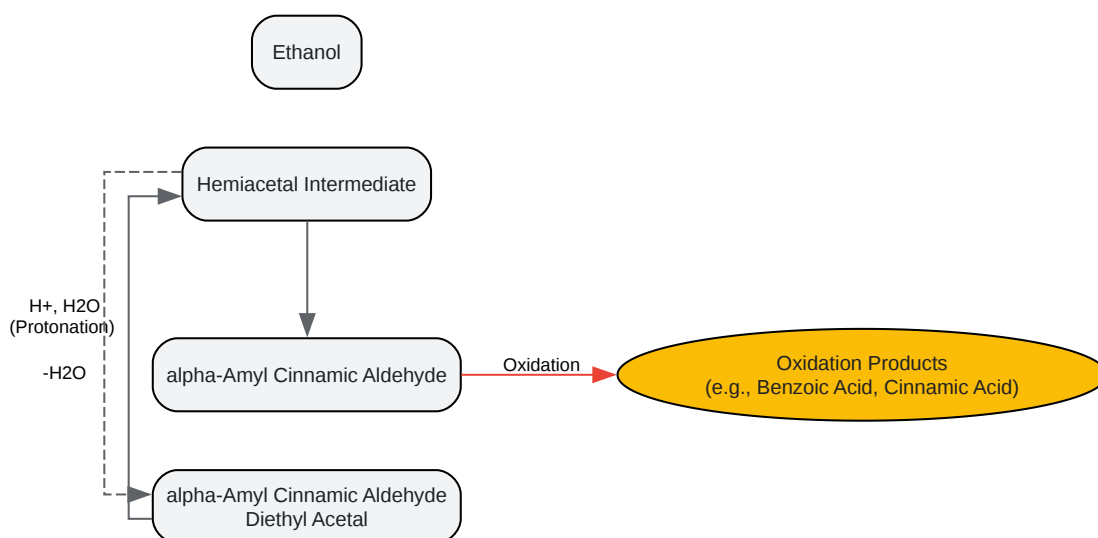 Ethanol
Hemiacetal Intermediate
H+, H2O
(Protonation)
-H2O
alpha-Amyl Cinnamic Aldehyde
Oxidation
Oxidation Products
(e.g., Benzoic Acid, Cinnamic Acid)
alpha-Amyl Cinnamic Aldehyde
Diethyl Acetal